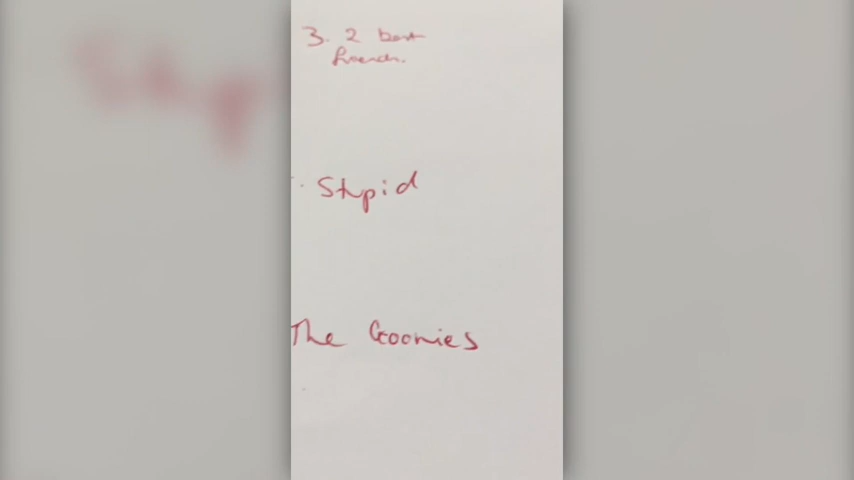 3. 2 best
friends.
Stupid
The Goonies